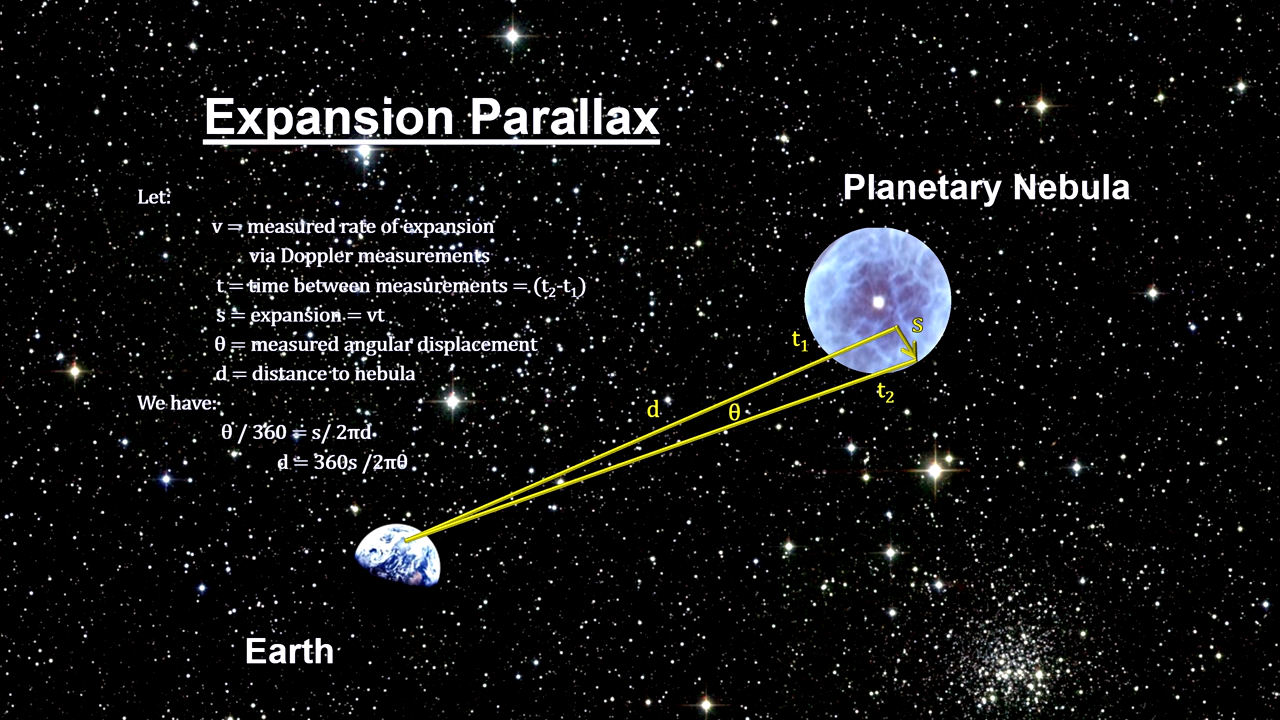 Expansion Parallax
Planetary Nebula
Let:
v = measured rate of expansion
via Doppler measurements
t = time between measurements = (t₂-t₁)
s = expansion = vt
θ = measured angular displacement
d = distance to nebula
We have:
θ / 360 = s/ 2πd
d = 360s /2πθ
s
t₁
t₂
d
θ
Earth